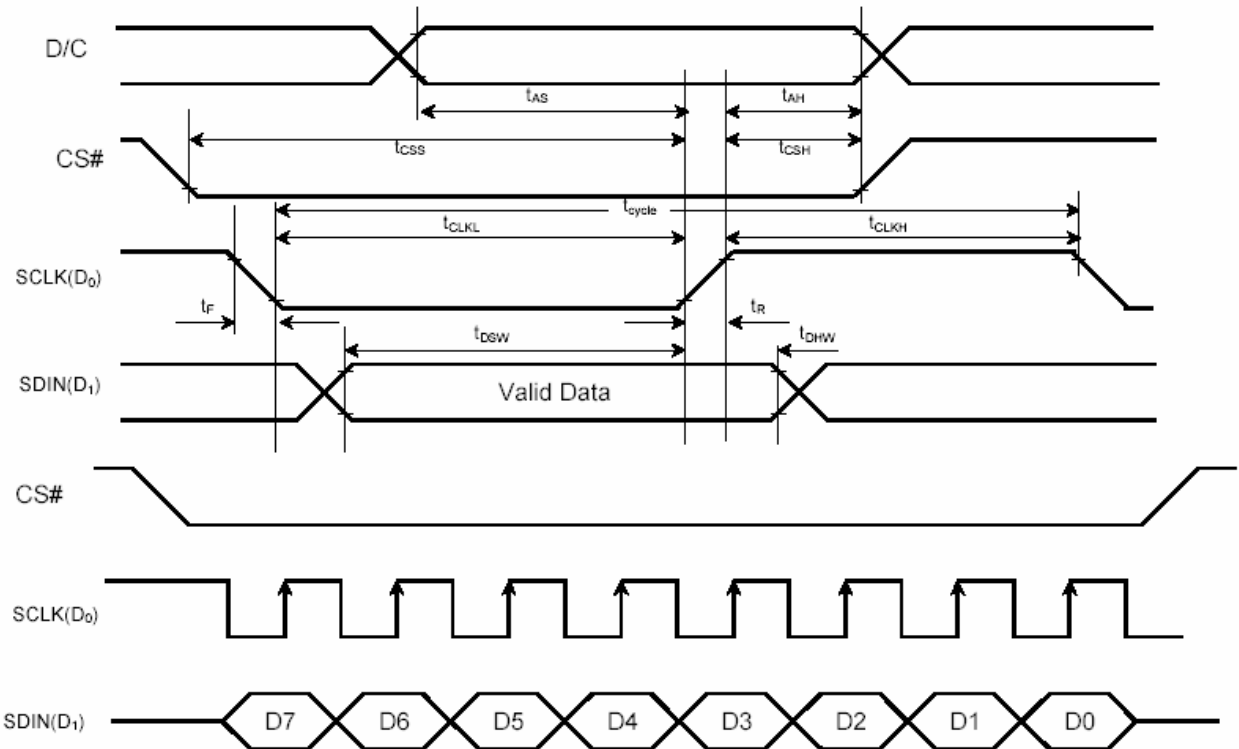 D/C
tAS
tAH
CS#
tCSS
tCSH
tcycle
tCLKL
tCLKH
SCLK(D0)
tF
tR
tDSW
tDHW
SDIN(D1)
Valid Data
CS#
SCLK(D0)
SDIN(D1)
D7 D6 D5 D4 D3 D2 D1 D0